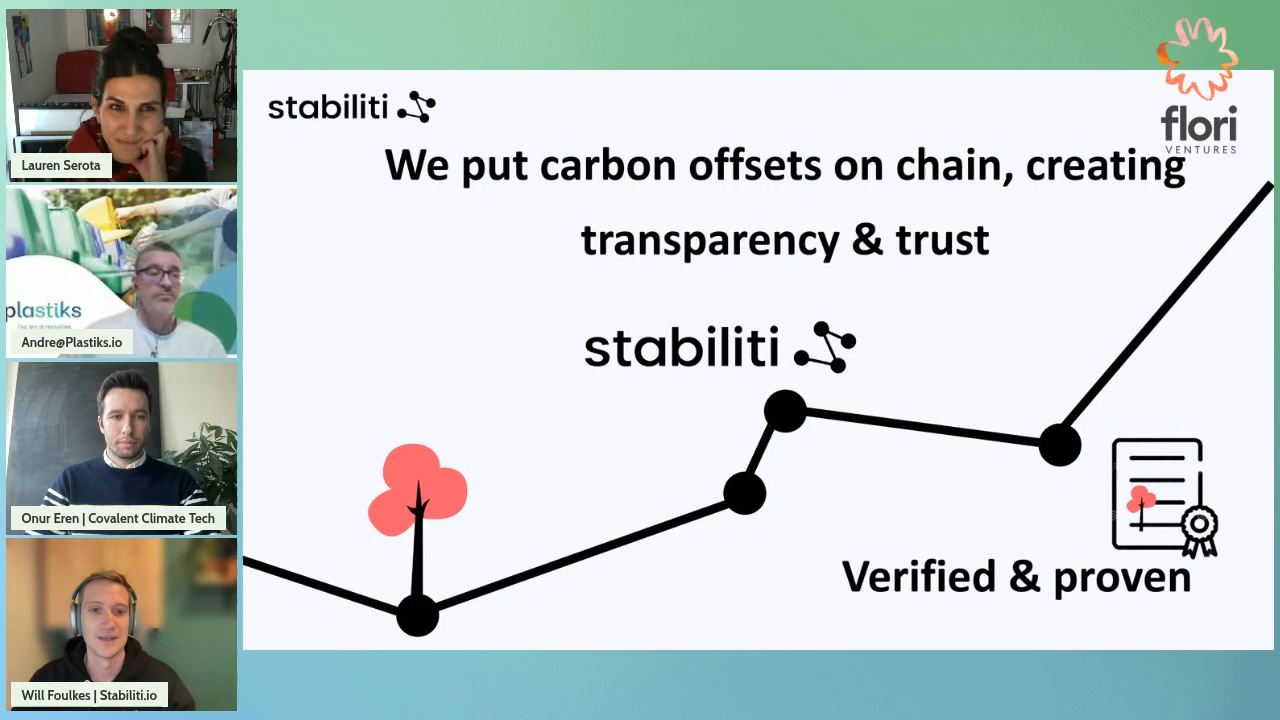 Lauren Serota
plastiks
The art of recycling
Andre@Plastiks.io
Onur Eren | Covalent Climate Tech
Will Foulkes | Stabiliti.io
stabiliti
flori
VENTURES
We put carbon offsets on chain, creating
transparency & trust
stabiliti
Verified & proven